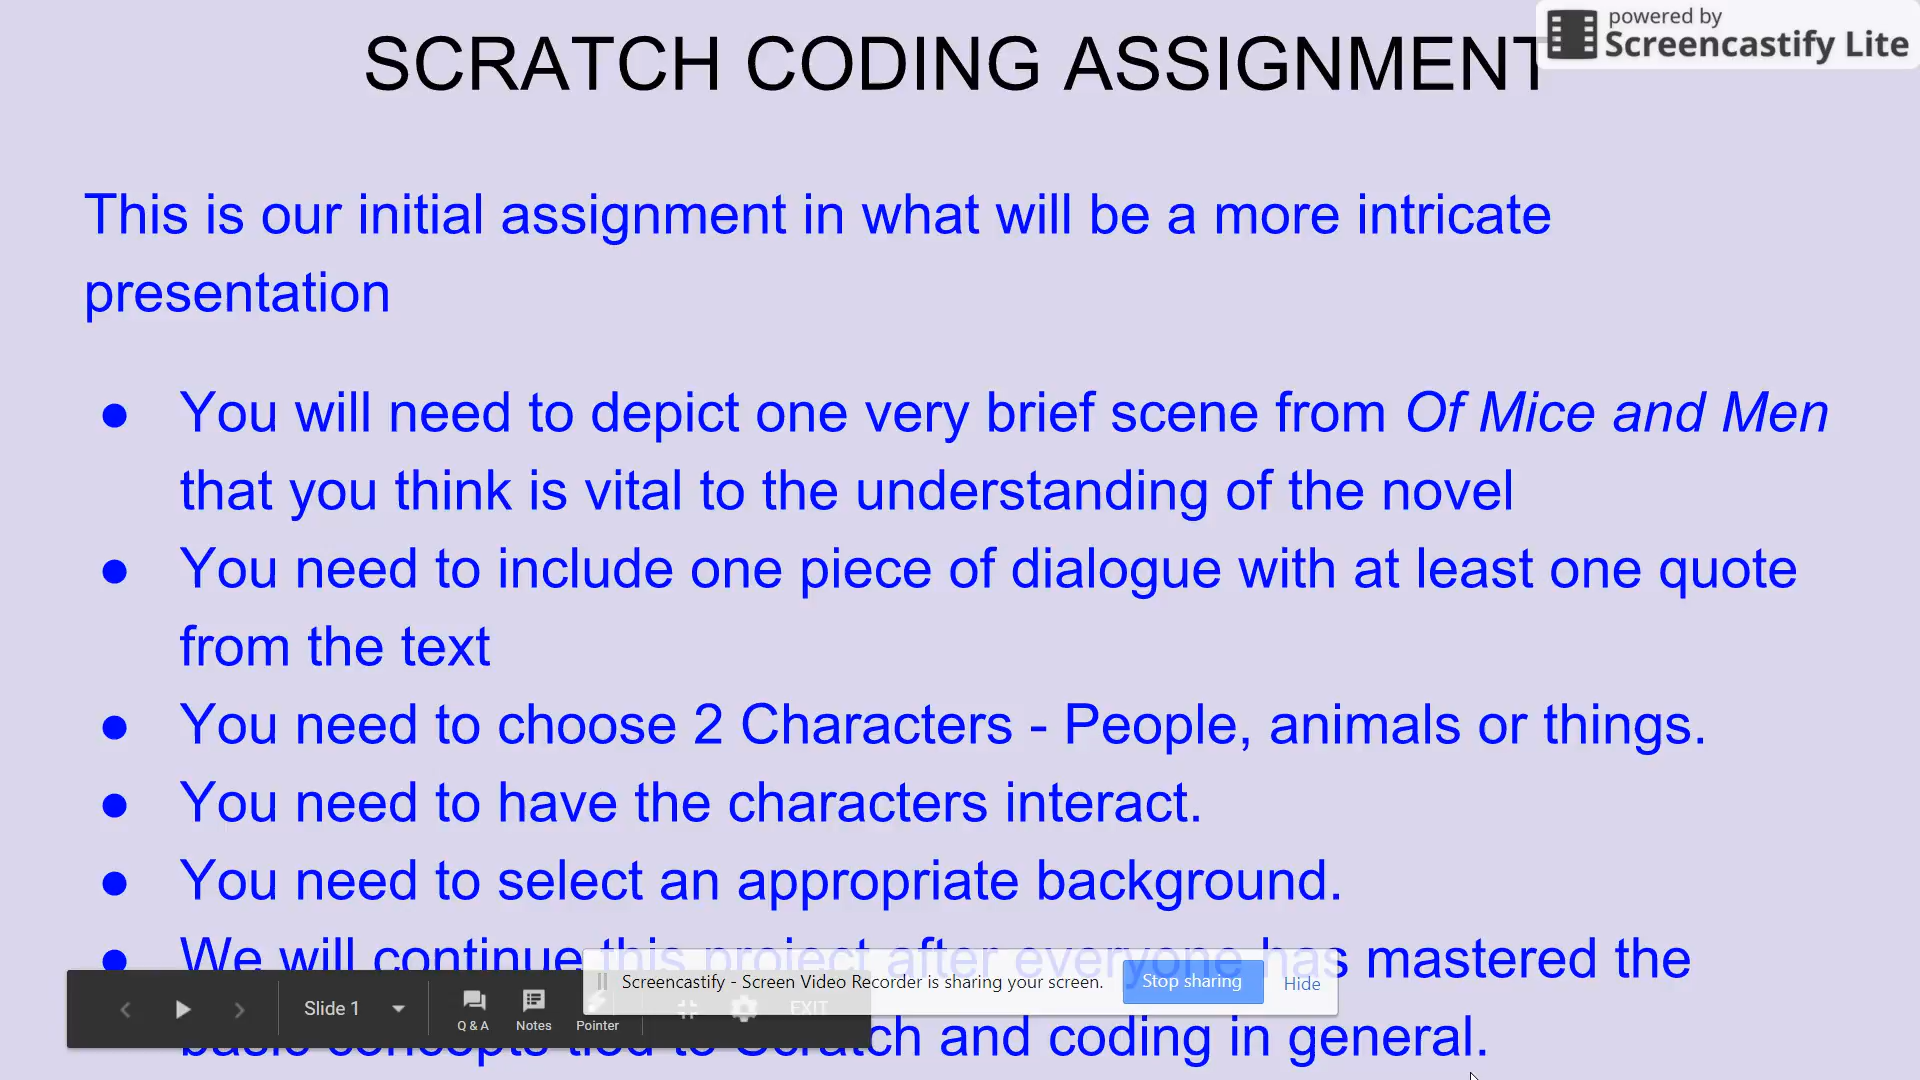 SCRATCH CODING ASSIGNMENT
powered by
Screencastify Lite
This is our initial assignment in what will be a more intricate
presentation
● You will need to depict one very brief scene from Of Mice and Men
that you think is vital to the understanding of the novel
● You need to include one piece of dialogue with at least one quote
from the text
● You need to choose 2 Characters - People, animals or things.
● You need to have the characters interact.
● You need to select an appropriate background.
● We will continue this project after everyone has mastered the
basic concepts tied to Scratch and coding in general.
Screencastify - Screen Video Recorder is sharing your screen.
Stop sharing
Hide
Slide 1
Q & A
Notes
Pointer
EXIT